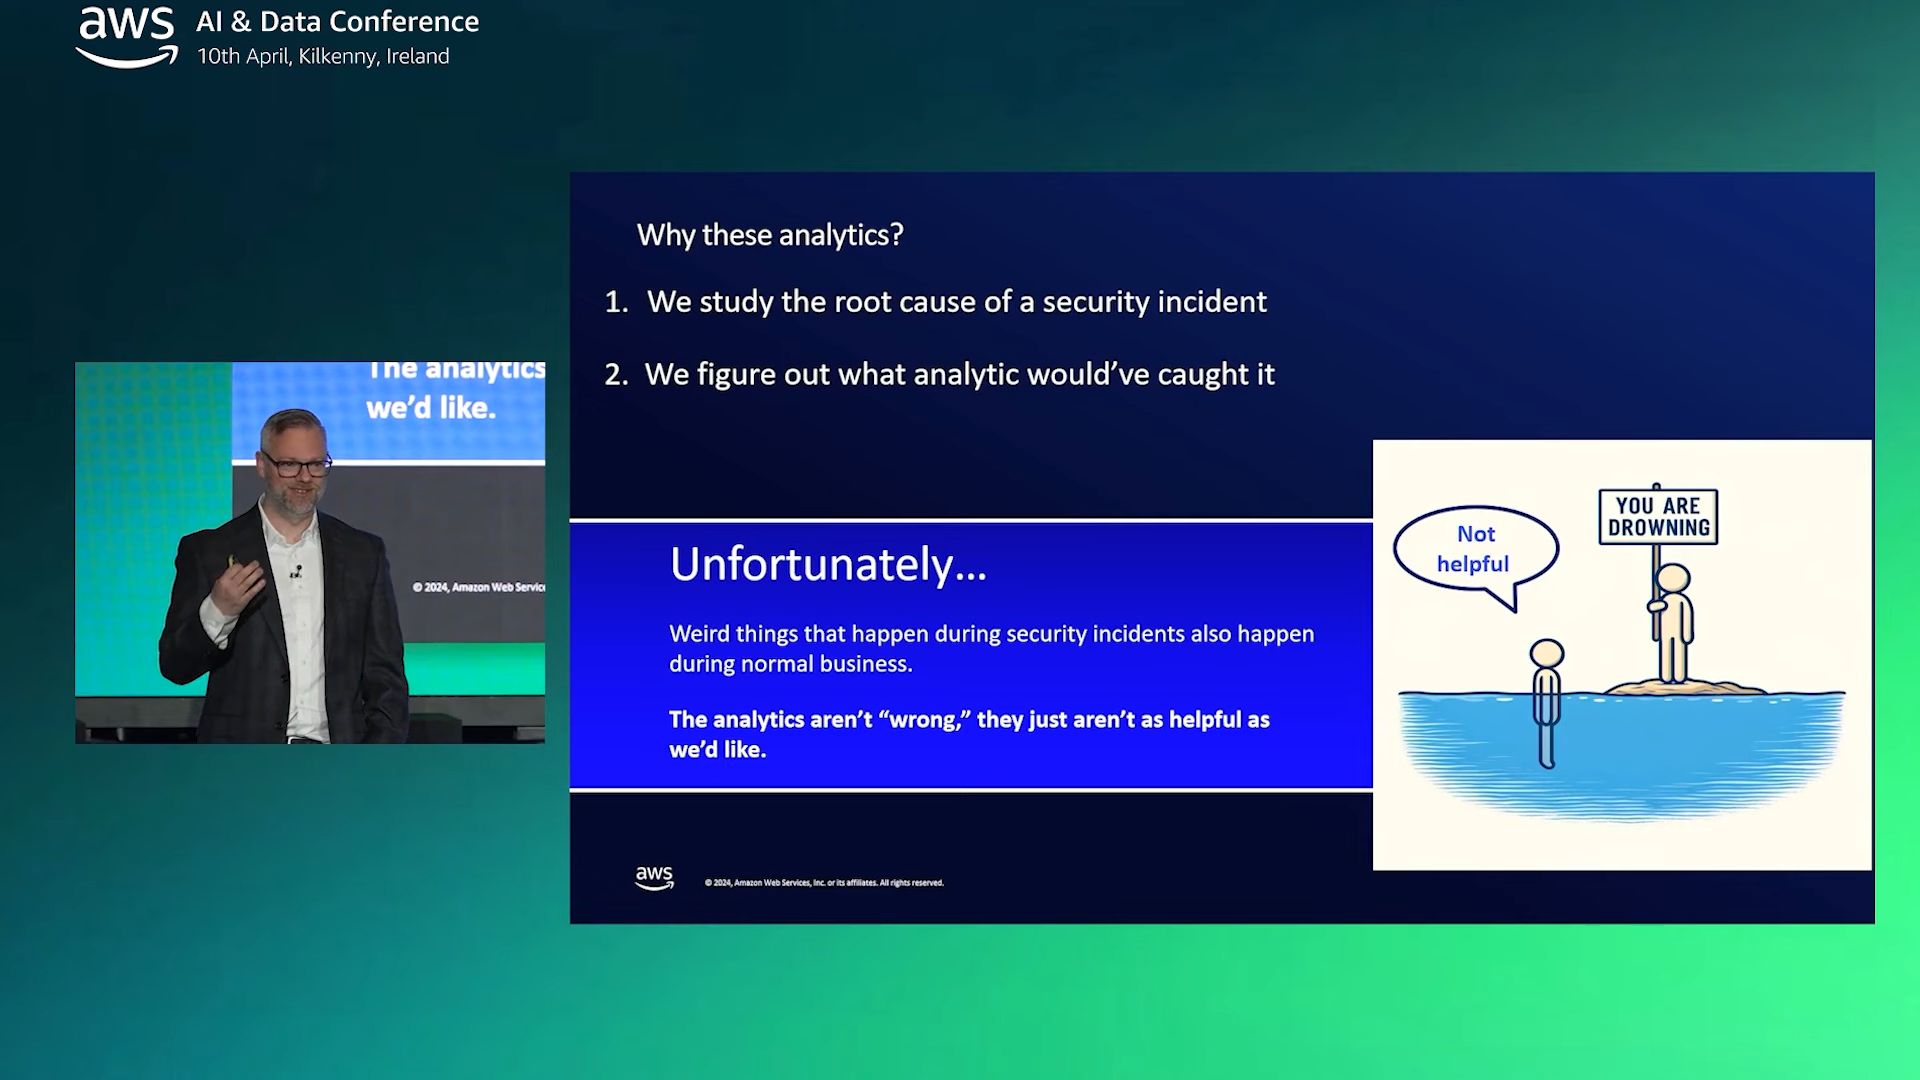 aws
AI & Data Conference
10th April, Kilkenny, Ireland
The analytics
we'd like.
© 2024, Amazon Web Service
Why these analytics?
1. We study the root cause of a security incident
2. We figure out what analytic would've caught it
Unfortunately...
Weird things that happen during security incidents also happen
during normal business.
The analytics aren't “wrong,” they just aren't as helpful as
we'd like.
Not
helpful
YOU ARE
DROWNING
aws
© 2024, Amazon Web Services, Inc. or its affiliates. All rights reserved.